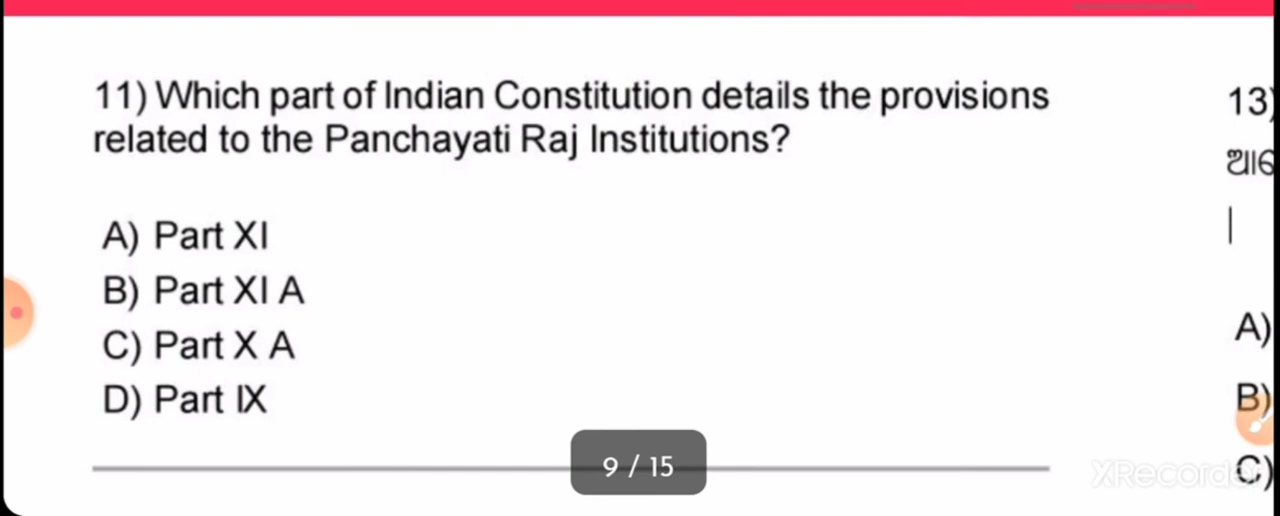 11) Which part of Indian Constitution details the provisions
related to the Panchayati Raj Institutions?
A) Part XI
B) Part XI A
C) Part X A
D) Part IX
9 / 15
13)
|
A)
B)
C)
XRecorder